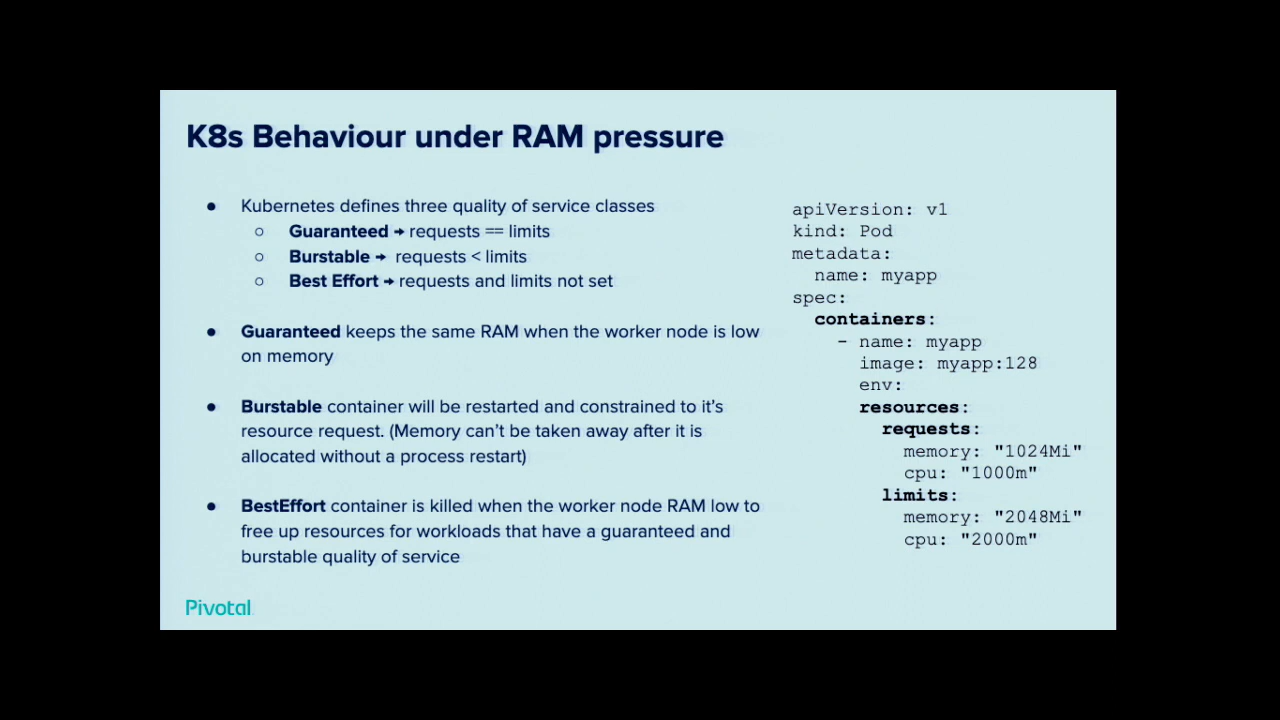 K8s Behaviour under RAM pressure
● Kubernetes defines three quality of service classes
○ Guaranteed → requests == limits
○ Burstable → requests < limits
○ Best Effort → requests and limits not set
● Guaranteed keeps the same RAM when the worker node is low
on memory
● Burstable container will be restarted and constrained to it’s
resource request. (Memory can’t be taken away after it is
allocated without a process restart)
● BestEffort container is killed when the worker node RAM low to
free up resources for workloads that have a guaranteed and
burstable quality of service
apiVersion: v1
kind: Pod
metadata:
  name: myapp
spec:
  containers:
    - name: myapp
      image: myapp:128
      env:
      resources:
        requests:
          memory: "1024Mi"
          cpu: "1000m"
        limits:
          memory: "2048Mi"
          cpu: "2000m"
Pivotal